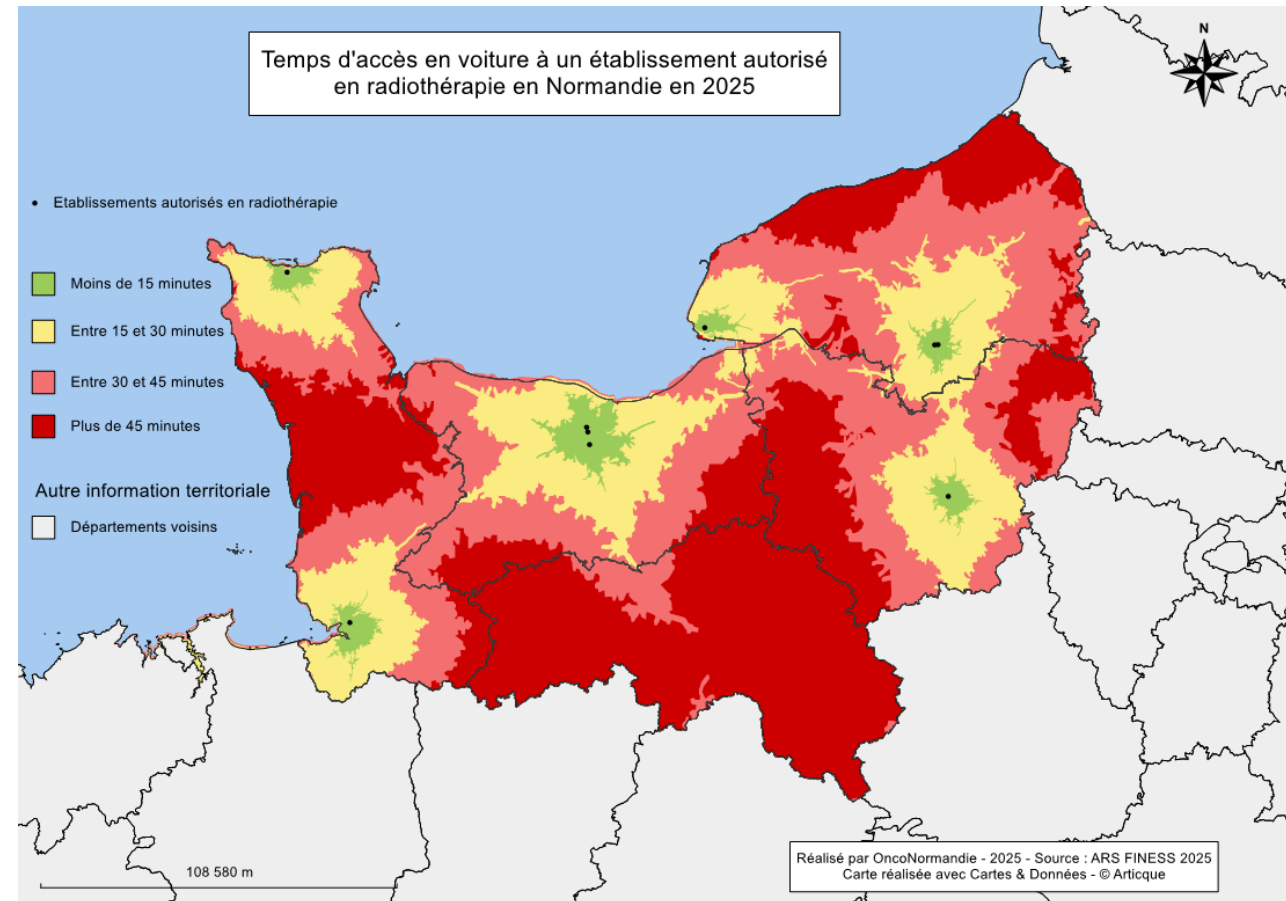 Temps d'accès en voiture à un établissement autorisé
en radiothérapie en Normandie en 2025
N
Etablissements autorisés en radiothérapie
Moins de 15 minutes
Entre 15 et 30 minutes
Entre 30 et 45 minutes
Plus de 45 minutes
Autre information territoriale
Départements voisins
108 580 m
Réalisé par OncoNormandie - 2025 - Source : ARS FINESS 2025
Carte réalisée avec Cartes & Données - © Articque